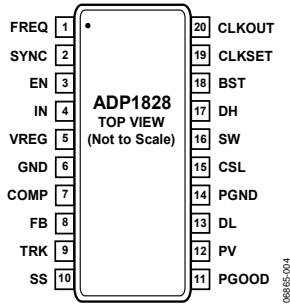 FREQ 1 20 CLKOUT
SYNC 2 19 CLKSET
EN 3 18 BST
IN 4 ADP1828 17 DH
TOP VIEW
VREG 5 (Not to Scale) 16 SW
GND 6 15 CSL
COMP 7 14 PGND
FB 8 13 DL
TRK 9 12 PV
SS 10 11 PGOOD
06865-004